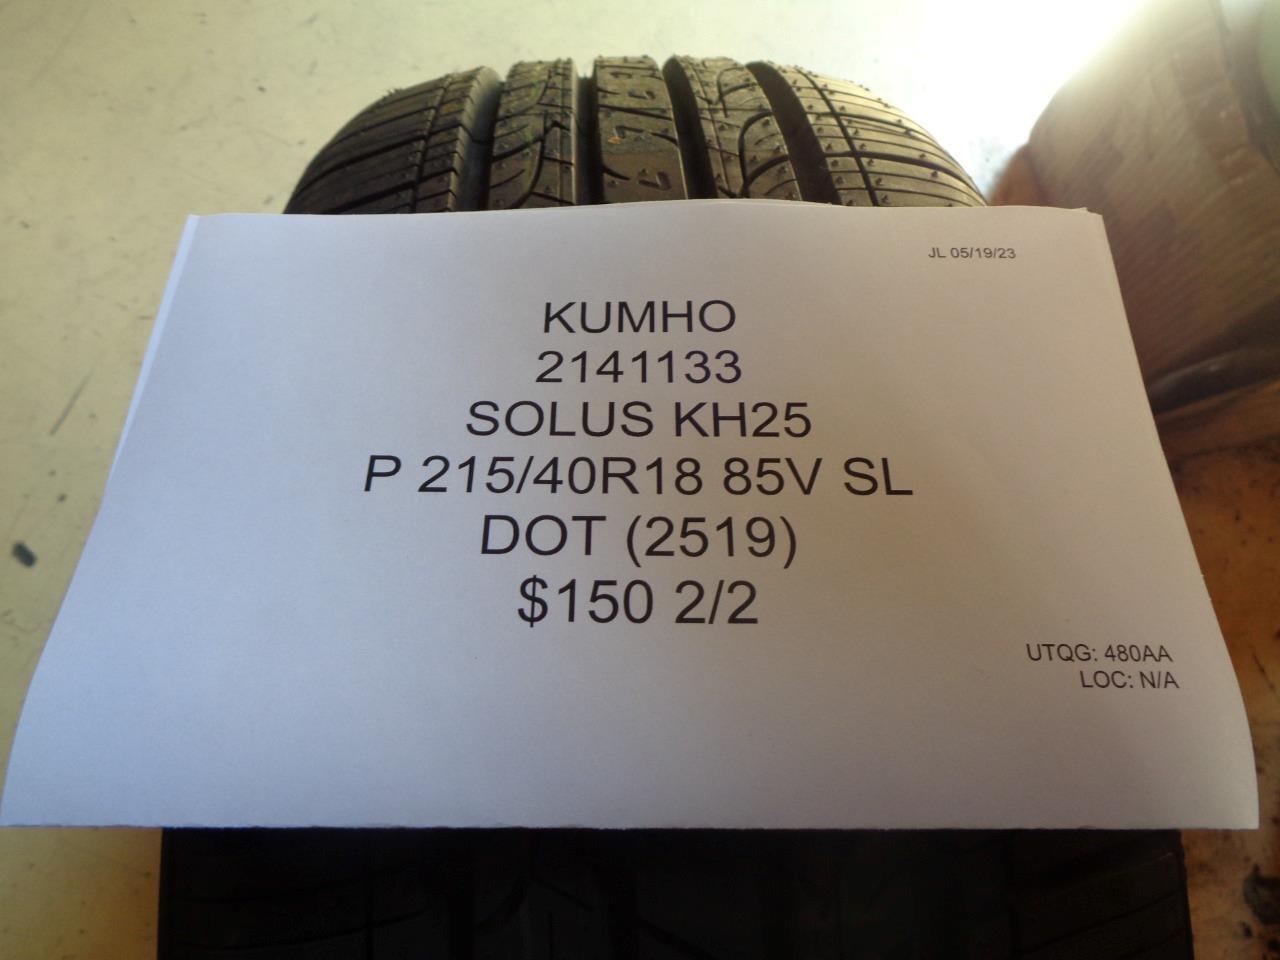 JL 05/19/23
KUMHO
2141133
SOLUS KH25
P 215/40R18 85V SL
DOT (2519)
$150 2/2
UTQG: 480AA
LOC: N/A